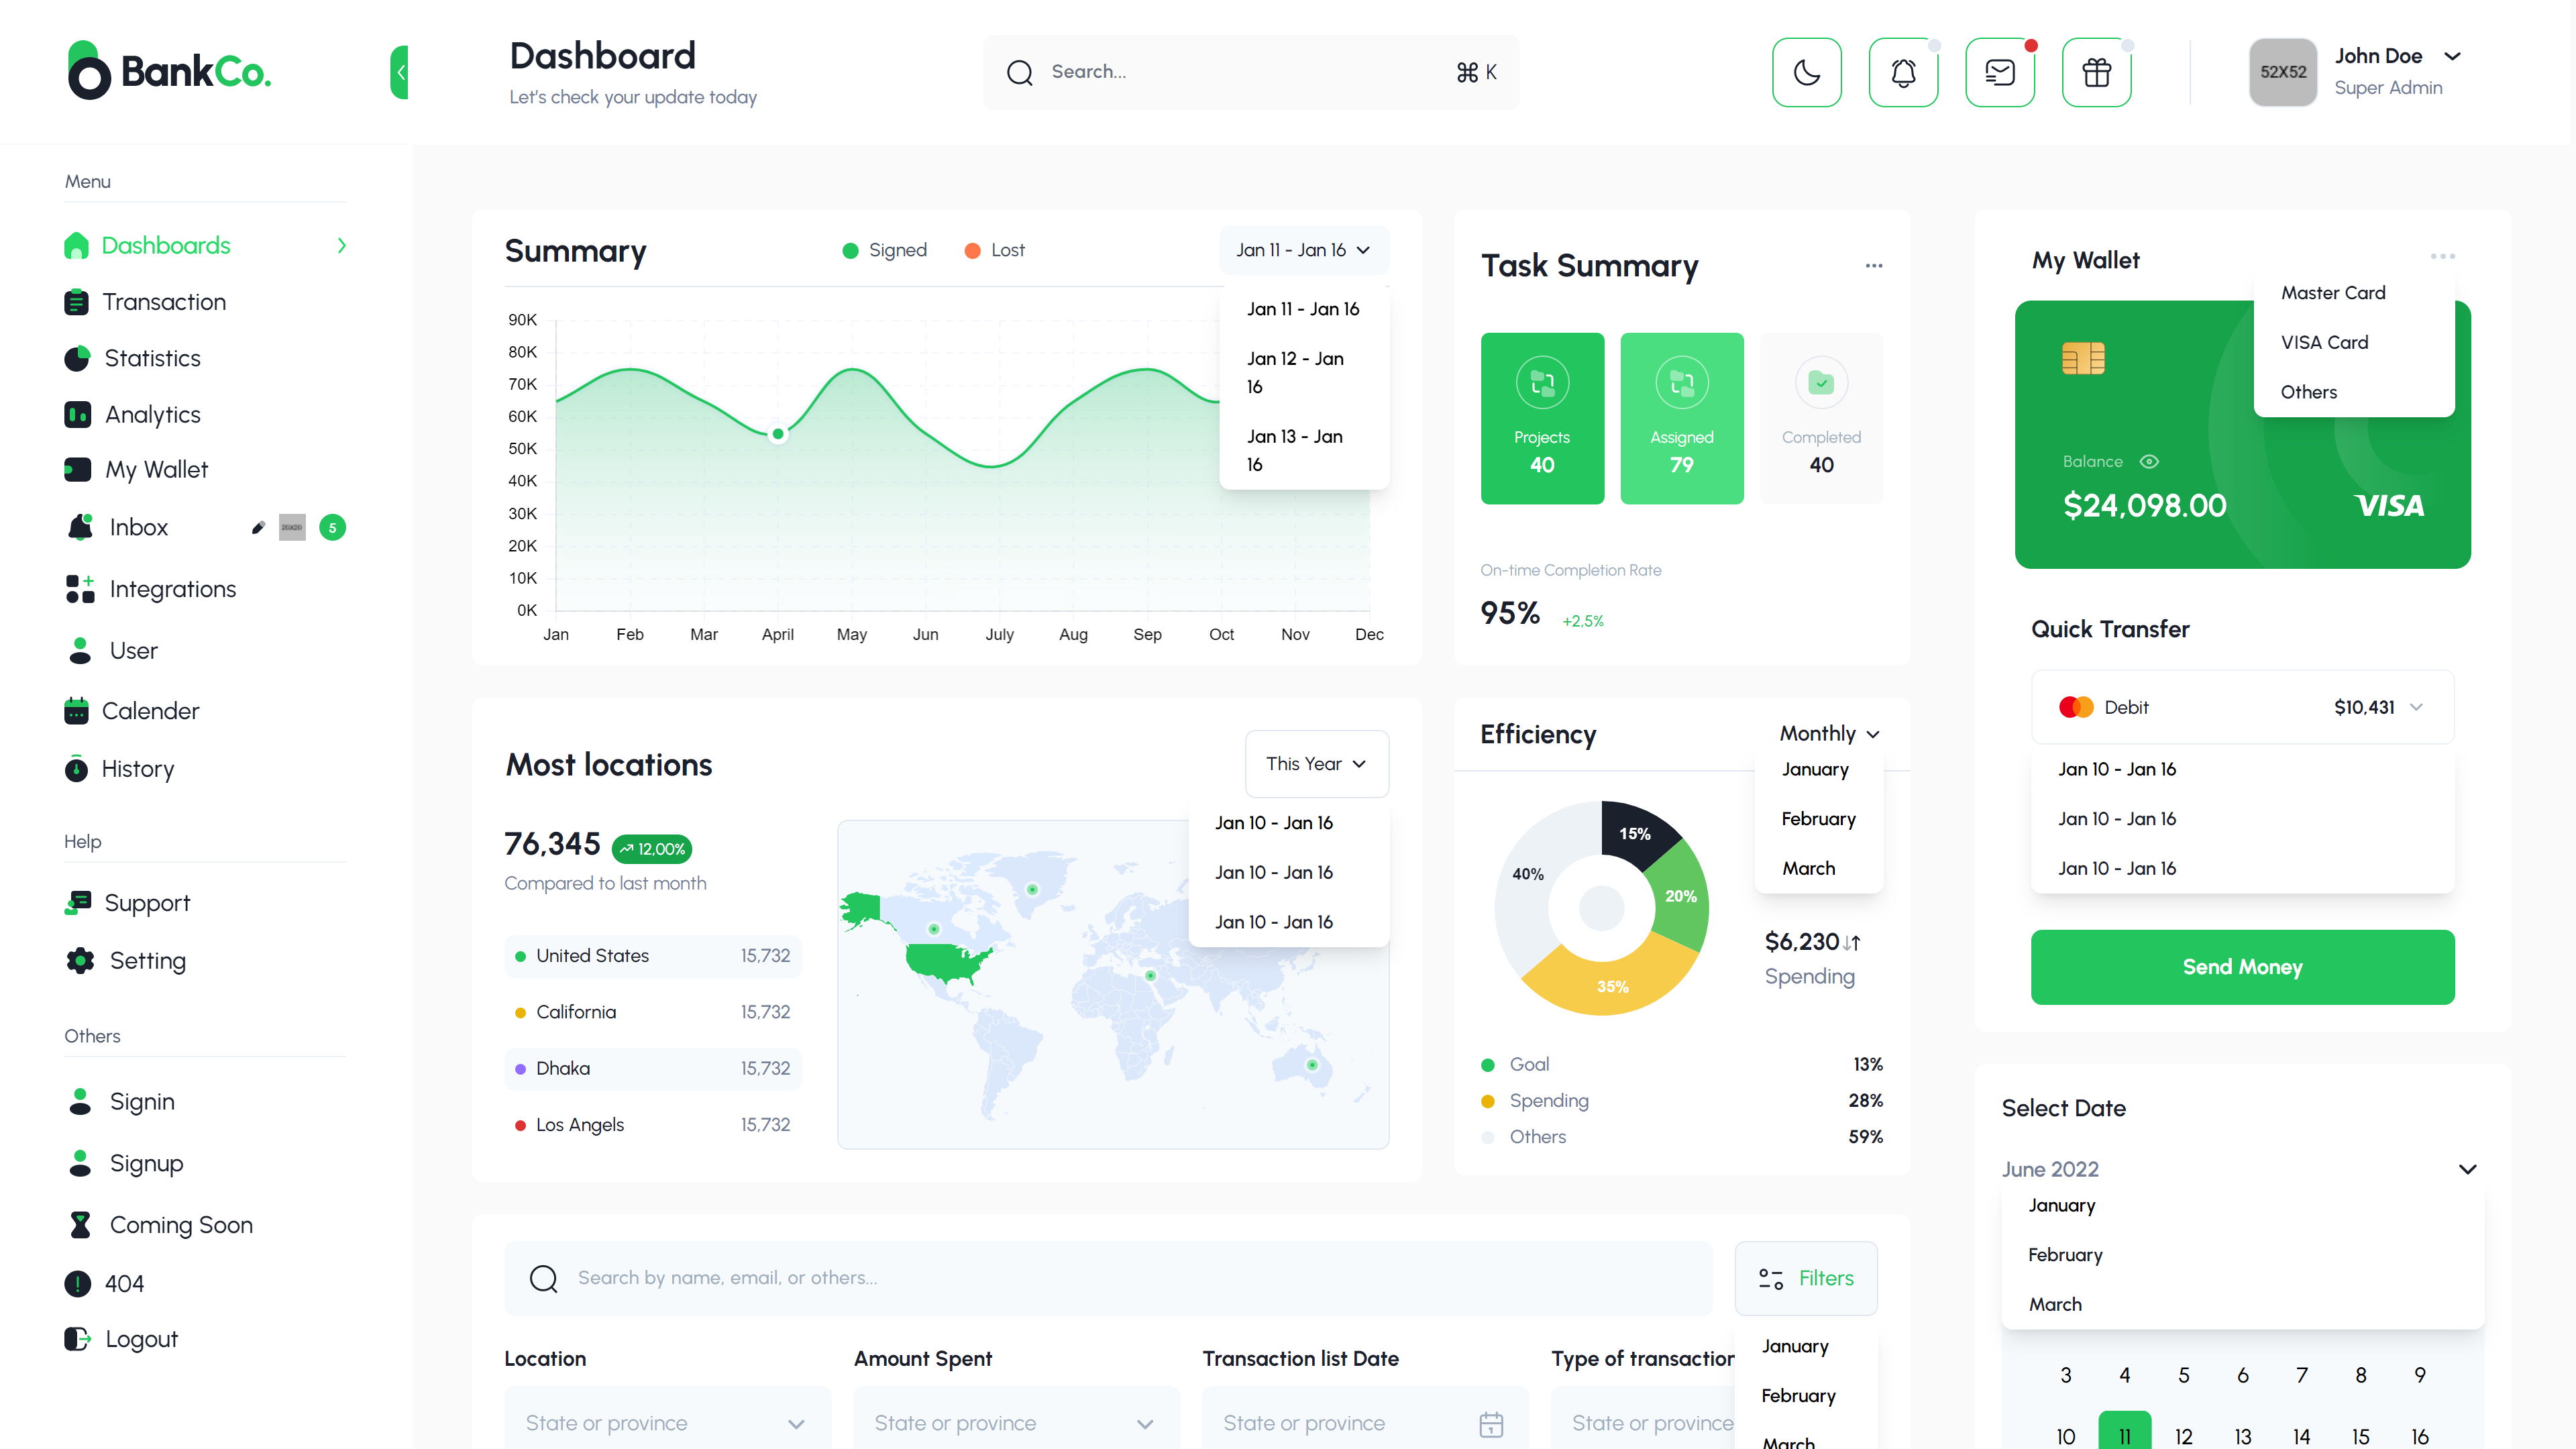 BankCo.
Dashboard
Let's check your update today
Search...
⌘ K
52X52
John Doe
Super Admin
Menu
Dashboards
Transaction
Statistics
Analytics
My Wallet
Inbox
20X20
5
Integrations
User
Calender
History
Help
Support
Setting
Others
Signin
Signup
Coming Soon
404
Logout
Summary
Signed
Lost
Jan 11 - Jan 16
Jan 11 - Jan 16
Jan 12 - Jan
16
Jan 13 - Jan
16
90K
80K
70K
60K
50K
40K
30K
20K
10K
0K
Jan Feb Mar April May Jun July Aug Sep Oct Nov Dec
Task Summary
Projects
40
Assigned
79
Completed
40
On-time Completion Rate
95%
+2,5%
My Wallet
Master Card
VISA Card
Others
Balance
$24,098.00
VISA
Quick Transfer
Debit
$10,431
Jan 10 - Jan 16
Jan 10 - Jan 16
Jan 10 - Jan 16
Send Money
Most locations
This Year
Jan 10 - Jan 16
Jan 10 - Jan 16
Jan 10 - Jan 16
76,345
12,00%
Compared to last month
United States 15,732
California 15,732
Dhaka 15,732
Los Angels 15,732
Efficiency
Monthly
January
February
March
15%
20%
35%
40%
$6,230
Spending
Goal 13%
Spending 28%
Others 59%
Select Date
June 2022
January
February
March
3 4 5 6 7 8 9
10 11 12 13 14 15 16
Search by name, email, or others...
Filters
January
February
March
Location
State or province
Amount Spent
State or province
Transaction list Date
State or province
Type of transaction
State or province